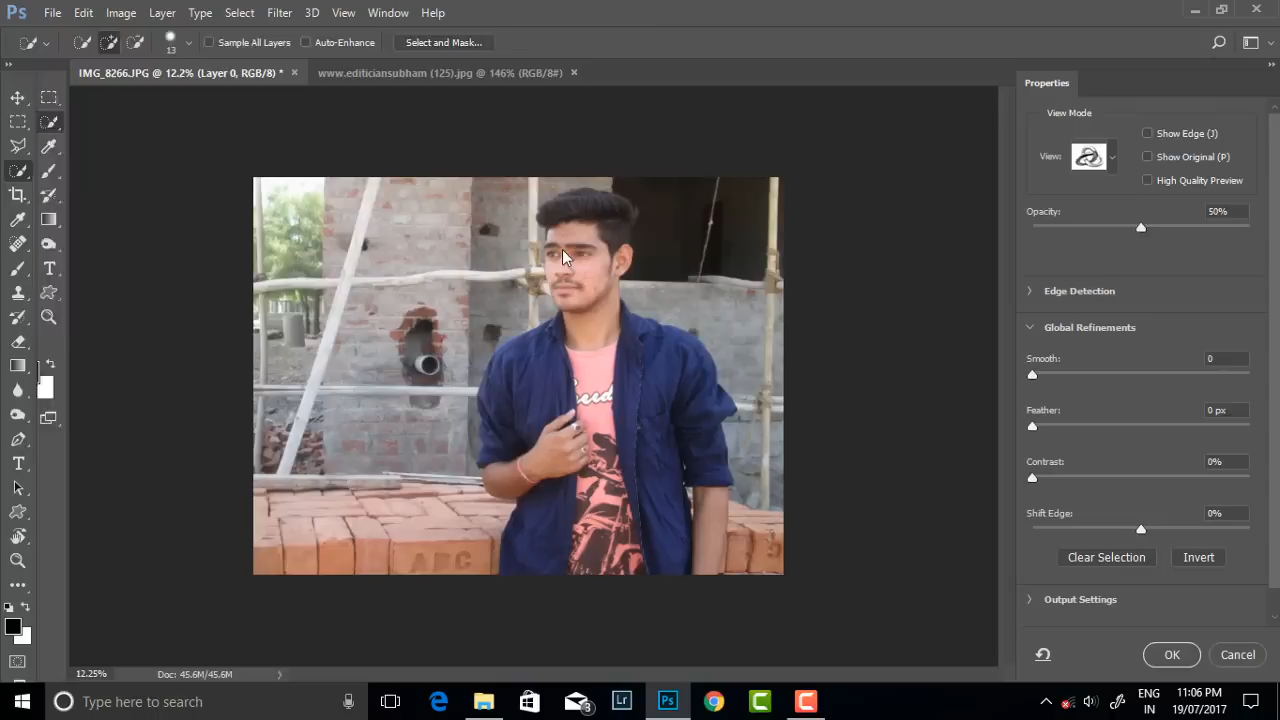 Ps File Edit Image Layer Type Select Filter 3D View Window Help
13 Sample All Layers Auto-Enhance Select and Mask...
IMG_8266.JPG @ 12.2% (Layer 0, RGB/8) * × www.editiciansubham (125).jpg @ 146% (RGB/8#) ×
Properties
View Mode
View:
Show Edge (J)
Show Original (P)
High Quality Preview
Opacity: 50%
Edge Detection
Global Refinements
Smooth: 0
Feather: 0 px
Contrast: 0%
Shift Edge: 0%
Clear Selection Invert
Output Settings
OK Cancel
ABC
12.25% Doc: 45.6M/45.6M
Type here to search
3
Lr Ps
ENG
IN
11:06 PM
19/07/2017